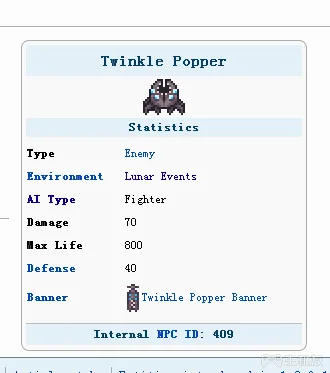 Twinkle Popper
Statistics
Type Enemy
Environment Lunar Events
AI Type Fighter
Damage 70
Max Life 800
Defense 40
Banner Twinkle Popper Banner
Internal NPC ID: 409